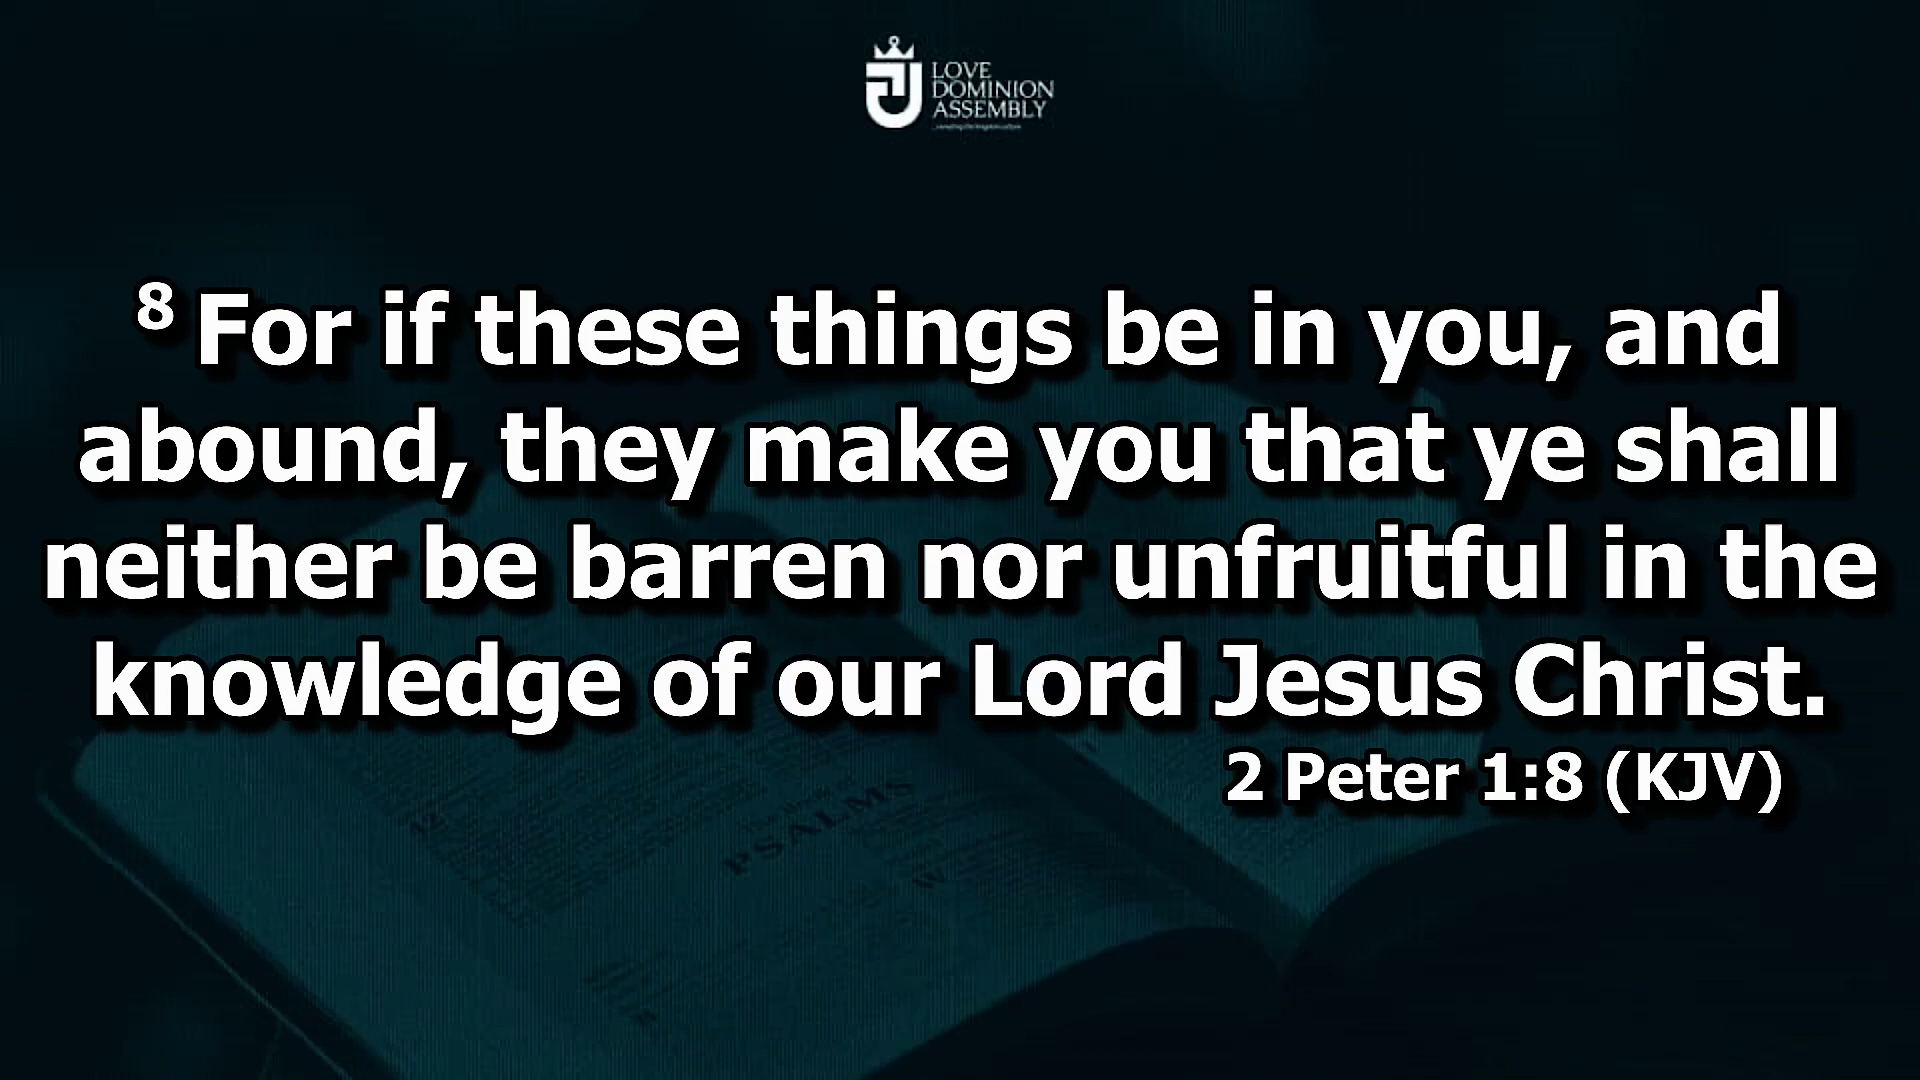 LOVE
DOMINION
ASSEMBLY
8 For if these things be in you, and
abound, they make you that ye shall
neither be barren nor unfruitful in the
knowledge of our Lord Jesus Christ.
2 Peter 1:8 (KJV)
PSALMS